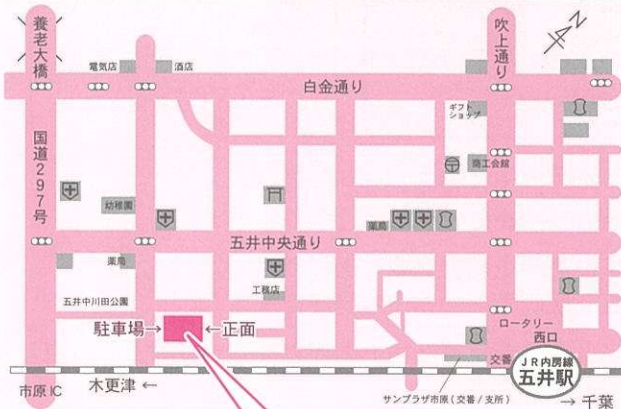 養老大橋
吹上通り
N
電気店
酒店
白金通り
ギフト
ショップ
国道297号
商工会館
幼稚園
薬局
五井中央通り
薬局
工務店
五井中川田公園
駐車場→
←正面
ロータリー
西口
交番
JR内房線
五井駅
市原IC
木更津 ←
サンプラザ市原(交番/支所)
→ 千葉